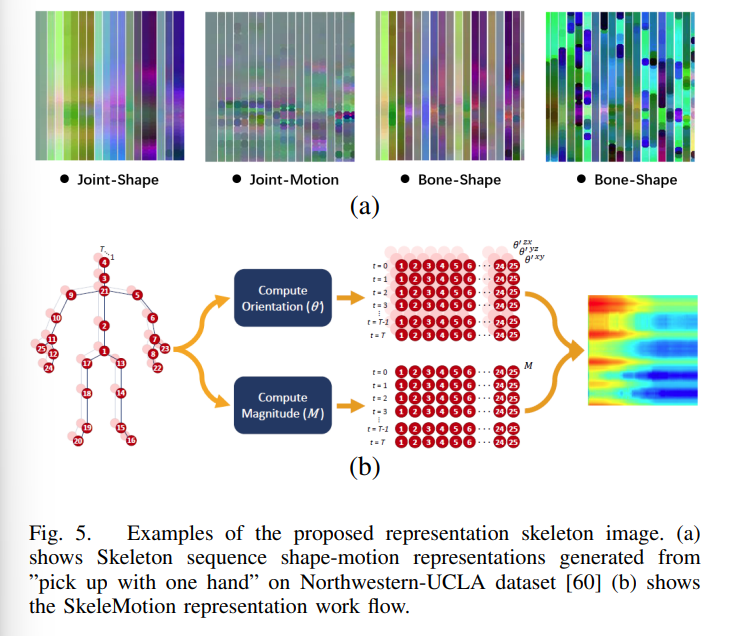 ● Joint-Shape ● Joint-Motion ● Bone-Shape ● Bone-Shape
(a)
T...1
4
3
9 21 5
10 2 6
11 7
25 12 1 8 23
24 17 13 22
18 14
19 15
20 16
Compute
Orientation (θ)
Compute
Magnitude (M)
θ' zx
θ' yz
θ' xy
t=0 1 2 3 4 5 6 ... 24 25
t=1 1 2 3 4 5 6 ... 24 25
t=2 1 2 3 4 5 6 ... 24 25
t=3 1 2 3 4 5 6 ... 24 25
⋮
t=T-1 1 2 3 4 5 6 ... 24 25
t=T 1 2 3 4 5 6 ... 24 25
M
t=0 1 2 3 4 5 6 ... 24 25
t=1 1 2 3 4 5 6 ... 24 25
t=2 1 2 3 4 5 6 ... 24 25
t=3 1 2 3 4 5 6 ... 24 25
⋮
t=T-1 1 2 3 4 5 6 ... 24 25
t=T 1 2 3 4 5 6 ... 24 25
(b)
Fig. 5. Examples of the proposed representation skeleton image. (a)
shows Skeleton sequence shape-motion representations generated from
”pick up with one hand” on Northwestern-UCLA dataset [60] (b) shows
the SkeleMotion representation work flow.